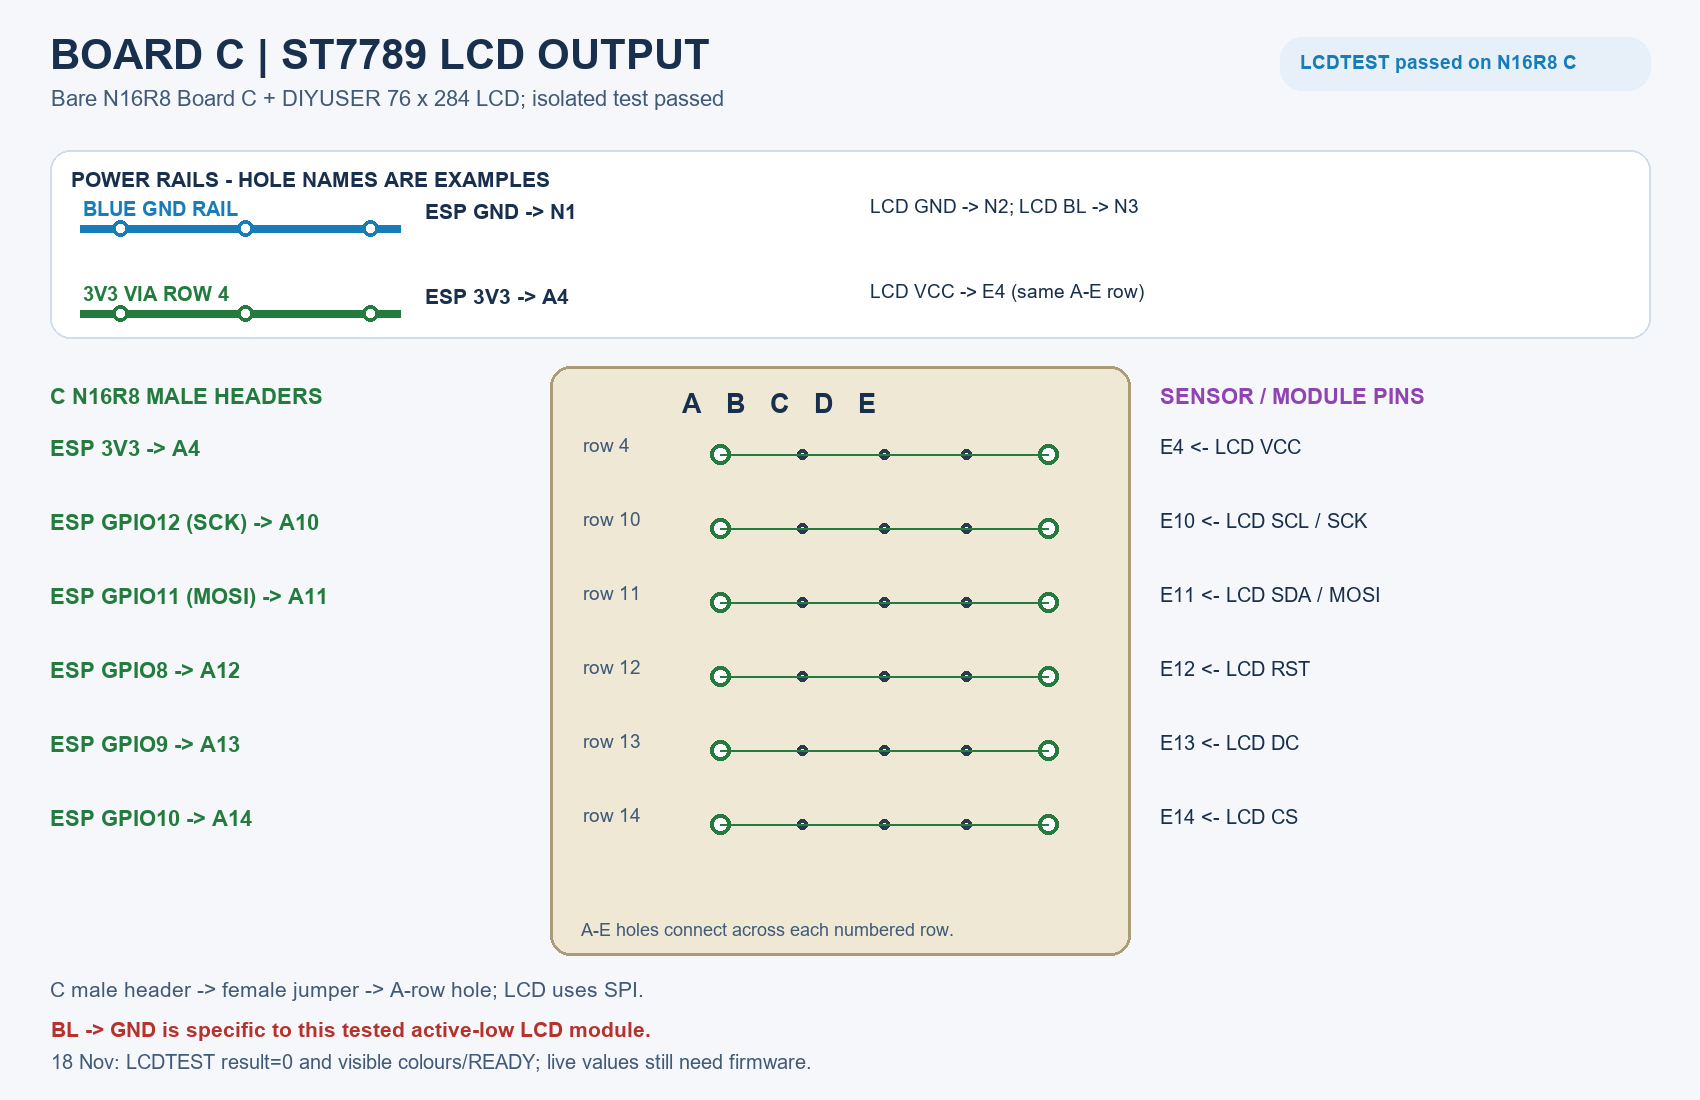 BOARD C | ST7789 LCD OUTPUT
Bare N16R8 Board C + DIYUSER 76 x 284 LCD; isolated test passed
LCDTEST passed on N16R8 C
POWER RAILS - HOLE NAMES ARE EXAMPLES
BLUE GND RAIL
ESP GND -> N1
LCD GND -> N2; LCD BL -> N3
3V3 VIA ROW 4
ESP 3V3 -> A4
LCD VCC -> E4 (same A-E row)
C N16R8 MALE HEADERS
A B C D E
SENSOR / MODULE PINS
ESP 3V3 -> A4
row 4
E4 <- LCD VCC
ESP GPIO12 (SCK) -> A10
row 10
E10 <- LCD SCL / SCK
ESP GPIO11 (MOSI) -> A11
row 11
E11 <- LCD SDA / MOSI
ESP GPIO8 -> A12
row 12
E12 <- LCD RST
ESP GPIO9 -> A13
row 13
E13 <- LCD DC
ESP GPIO10 -> A14
row 14
E14 <- LCD CS
A-E holes connect across each numbered row.
C male header -> female jumper -> A-row hole; LCD uses SPI.
BL -> GND is specific to this tested active-low LCD module.
18 Nov: LCDTEST result=0 and visible colours/READY; live values still need firmware.